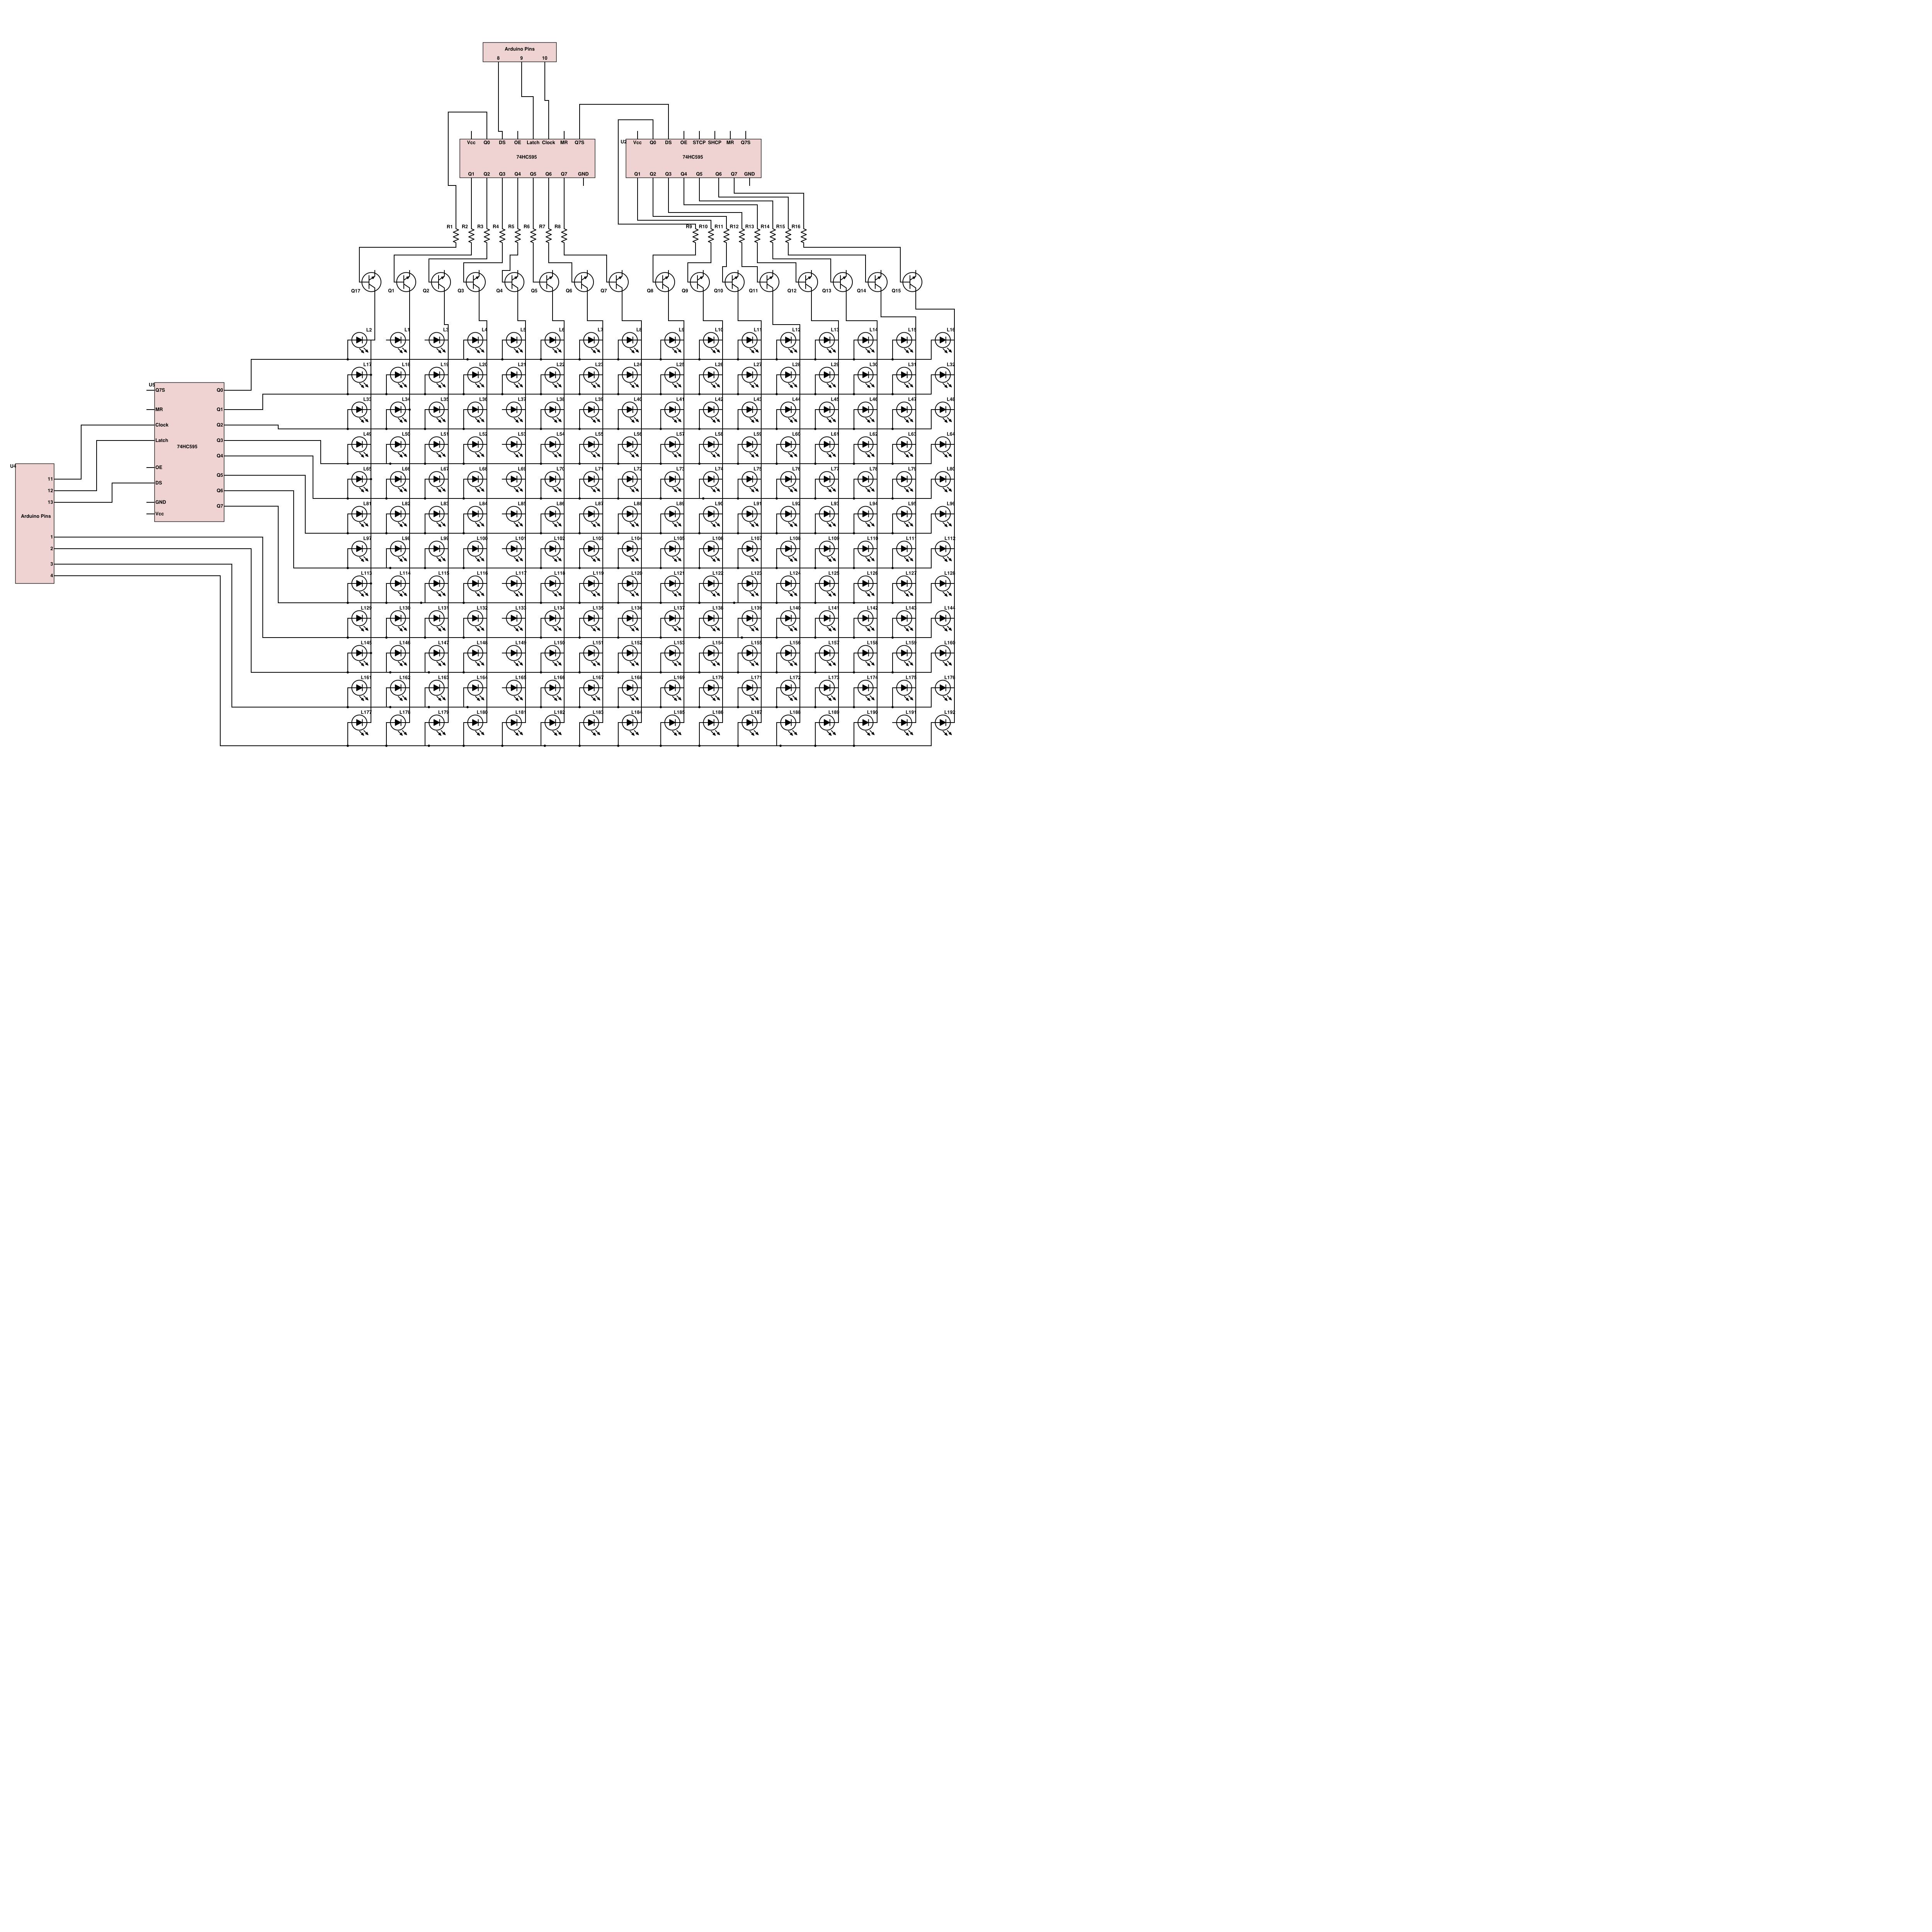 Arduino Pins
8 9 10
Vcc Q0 DS OE Latch Clock MR Q7S
U2 Vcc Q0 DS OE STCP SHCP MR Q7S
74HC595
74HC595
Q1 Q2 Q3 Q4 Q5 Q6 Q7 GND
Q1 Q2 Q3 Q4 Q5 Q6 Q7 GND
R1 R2 R3 R4 R5 R6 R7 R8
R9 R10 R11 R12 R13 R14 R15 R16
Q17 Q1 Q2 Q3 Q4 Q5 Q6 Q7 Q8 Q9 Q10 Q11 Q12 Q13 Q14 Q15
L2 L1 L3 L4 L5 L6 L7 L8 L9 L10 L11 L12 L13 L14 L15 L16
L17 L18 L19 L20 L21 L22 L23 L24 L25 L26 L27 L28 L29 L30 L31 L32
U5
Q7S Q0
MR Q1
Clock Q2
Latch Q3
74HC595
Q4
OE
Q5
DS
Q6
GND
Q7
Vcc
L33 L34 L35 L36 L37 L38 L39 L40 L41 L42 L43 L44 L45 L46 L47 L48
L49 L50 L51 L52 L53 L54 L55 L56 L57 L58 L59 L60 L61 L62 L63 L64
L65 L66 L67 L68 L69 L70 L71 L72 L73 L74 L75 L76 L77 L78 L79 L80
U4
11
12
13
Arduino Pins
1
2
3
4
L81 L82 L83 L84 L85 L86 L87 L88 L89 L90 L91 L92 L93 L94 L95 L96
L97 L98 L99 L100 L101 L102 L103 L104 L105 L106 L107 L108 L109 L110 L111 L112
L113 L114 L115 L116 L117 L118 L119 L120 L121 L122 L123 L124 L125 L126 L127 L128
L129 L130 L131 L132 L133 L134 L135 L136 L137 L138 L139 L140 L141 L142 L143 L144
L145 L146 L147 L148 L149 L150 L151 L152 L153 L154 L155 L156 L157 L158 L159 L160
L161 L162 L163 L164 L165 L166 L167 L168 L169 L170 L171 L172 L173 L174 L175 L176
L177 L178 L179 L180 L181 L182 L183 L184 L185 L186 L187 L188 L189 L190 L191 L192